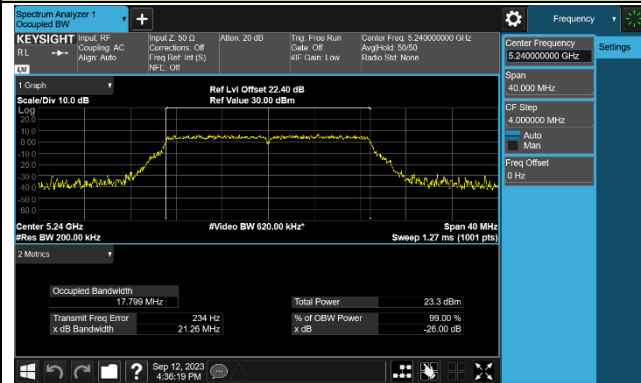 Spectrum Analyzer 1
Occupied BW
Frequency
KEYSIGHT
RL
LXI
Input: RF
Coupling: AC
Align: Auto
Input Z: 50 Ω
Corrections: Off
Freq Ref: Int (S)
NFE: Off
Atten: 20 dB
Trig: Free Run
Gate: Off
#IF Gain: Low
Center Freq: 5.240000000 GHz
Avg|Hold: 50/50
Radio Std: None
Center Frequency
5.240000000 GHz
Settings
Span
40.000 MHz
CF Step
4.000000 MHz
Auto
Man
Freq Offset
0 Hz
1 Graph
Scale/Div 10.0 dB
Ref Lvl Offset 22.40 dB
Ref Value 30.00 dBm
Log
20.0
10.0
0.00
-10.0
-20.0
-30.0
-40.0
-50.0
-60.0
Center 5.24 GHz
#Res BW 200.00 kHz
#Video BW 620.00 kHz*
Span 40 MHz
Sweep 1.27 ms (1001 pts)
2 Metrics
Occupied Bandwidth
17.799 MHz
Total Power 23.3 dBm
Transmit Freq Error 234 Hz
% of OBW Power 99.00 %
x dB Bandwidth 21.26 MHz
x dB -26.00 dB
?
Sep 12, 2023
4:36:19 PM